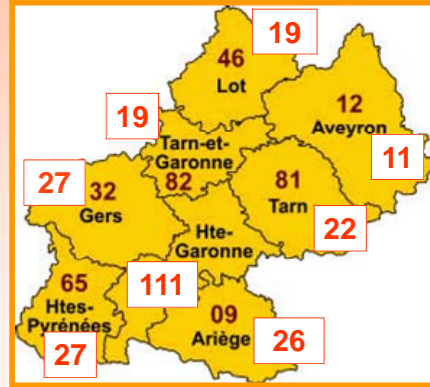 19
46
Lot
12
Aveyron
11
19
Tarn-et-
Garonne
82
27
32
Gers
81
Tarn
22
Hte-
Garonne
111
65
Htes-
Pyrénées
27
09
Ariège
26